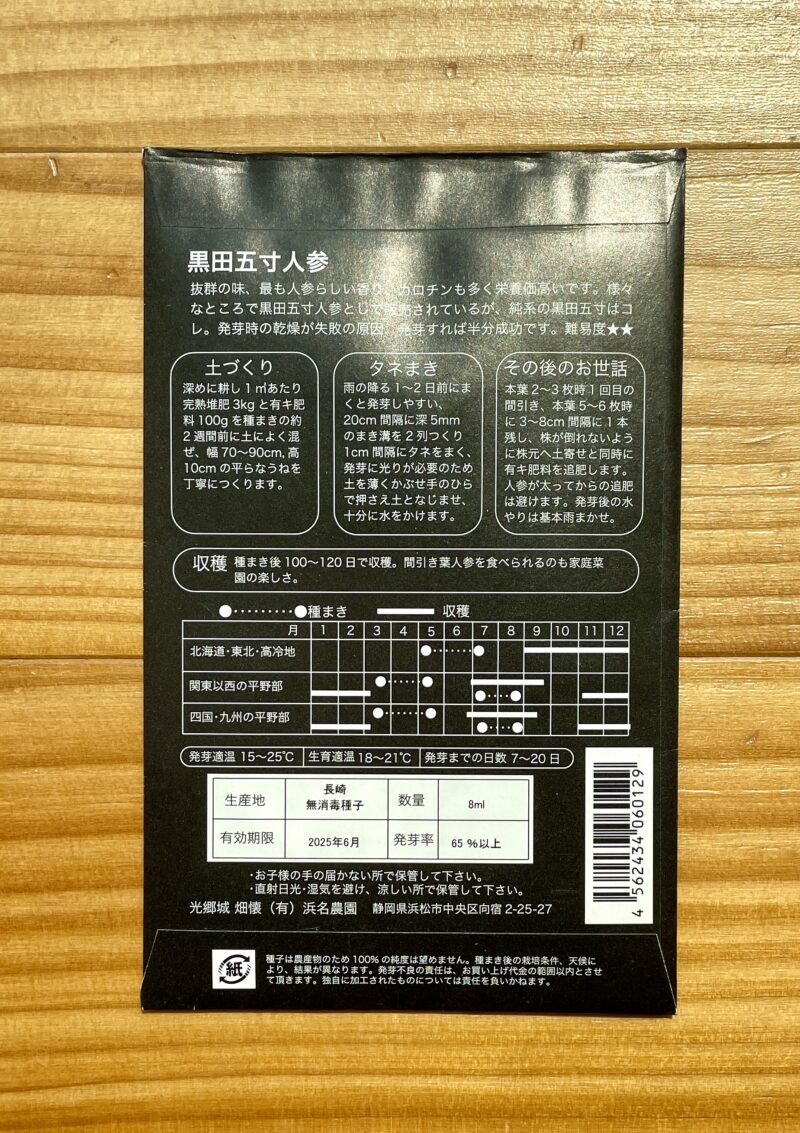 黒田五寸人参
抜群の味、最も人参らしい香り、カロチンも多く栄養価高いです。様々
なところで黒田五寸人参として販売されているが、純系の黒田五寸はコ
レ。発芽時の乾燥が失敗の原因、発芽すれば半分成功です。難易度★★
土づくり
深めに耕し1㎡あたり
完熟堆肥3kgと有キ肥
料100gを種まきの約
2週間前に土によく混
ぜ、幅70〜90cm,高
10cmの平らなうねを
丁寧につくります。
タネまき
雨の降る1〜2日前にま
くと発芽しやすい、
20cm間隔に深5mm
のまき溝を2列つくり
1cm間隔にタネをまく、
発芽に光りが必要のため
土を薄くかぶせ手のひら
で押さえ土となじませ、
十分に水をかけます。
その後のお世話
本葉2〜3枚時1回目の
間引き、本葉5〜6枚時
に3〜8cm間隔に1本
残し、株が倒れないよう
に株元へ土寄せと同時に
有キ肥料を追肥します。
人参が太ってからの追肥
は避けます。発芽後の水
やりは基本雨まかせ。
収穫 種まき後100〜120日で収穫。間引き葉人参を食べられるのも家庭菜
園の楽しさ。
種まき 収穫
月 1 2 3 4 5 6 7 8 9 10 11 12
北海道・東北・高冷地
関東以西の平野部
四国・九州の平野部
発芽適温 15〜25℃ 生育適温 18〜21℃ 発芽までの日数 7〜20日
生産地 長崎 無消毒種子 数量 8ml
有効期限 2025年6月 発芽率 65 %以上
・お子様の手の届かない所で保管して下さい。
・直射日光・湿気を避け、涼しい所で保管して下さい。
光郷城 畑懐(有)浜名農園 静岡県浜松市中央区向宿2-25-27
4 562434 060129
紙
種子は農産物のため100%の純度は望めません。種まき後の栽培条件、天候に
より、結果が異なります。発芽不良の責任は、お買い上げ代金の範囲以内とさせ
て頂きます。独自に加工されたものについては責任を負いかねます。